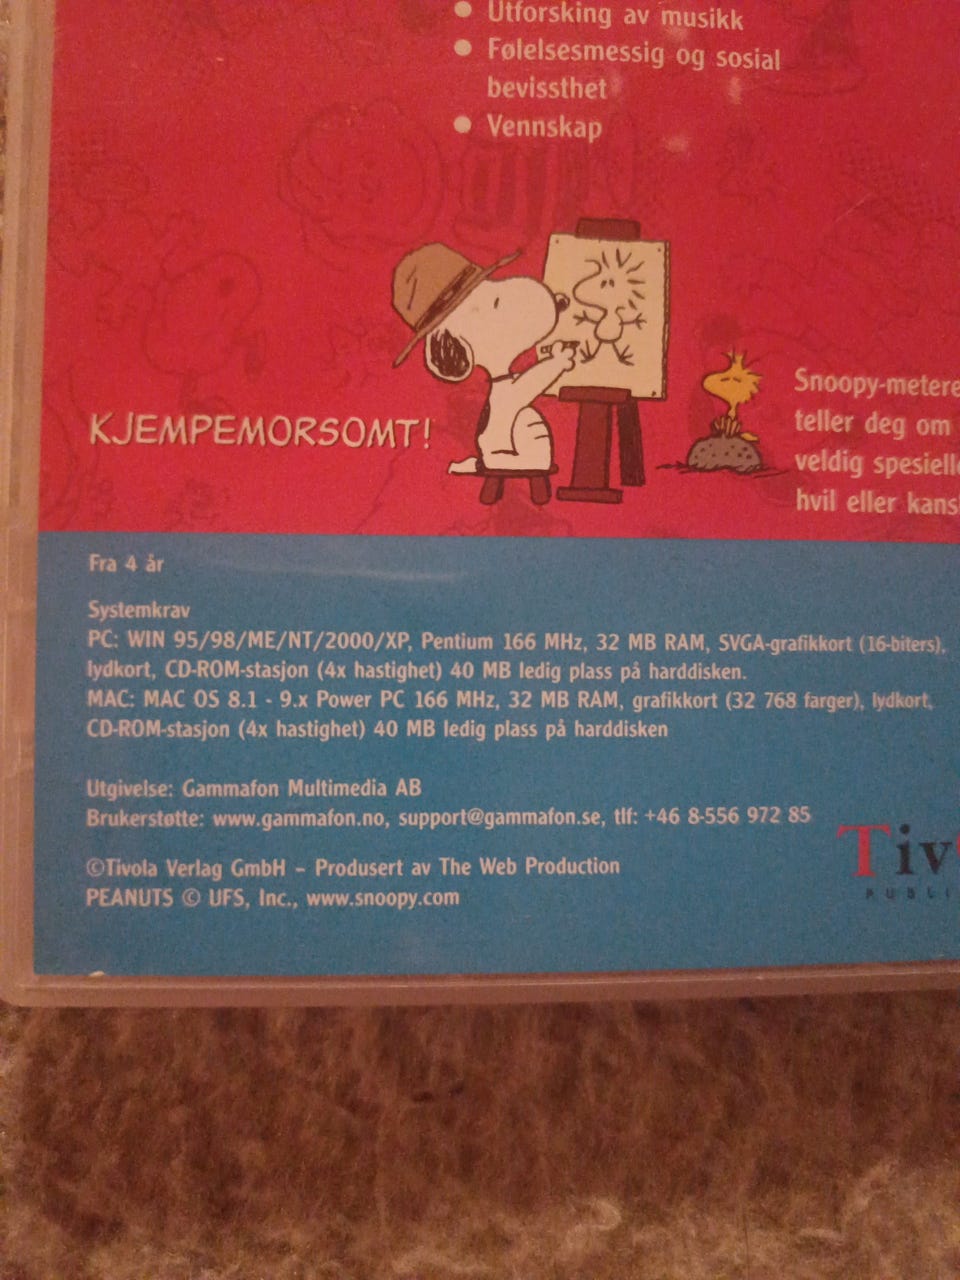 Utforsking av musikk
Følelsesmessig og sosial
bevissthet
Vennskap
KJEMPEMORSOMT!
Snoopy-metere
teller deg om
veldig spesielle
hvil eller kans
Fra 4 år
Systemkrav
PC: WIN 95/98/ME/NT/2000/XP, Pentium 166 MHz, 32 MB RAM, SVGA-grafikkort (16-biters),
lydkort, CD-ROM-stasjon (4x hastighet) 40 MB ledig plass på harddisken.
MAC: MAC OS 8.1 - 9.x Power PC 166 MHz, 32 MB RAM, grafikkort (32 768 farger), lydkort,
CD-ROM-stasjon (4x hastighet) 40 MB ledig plass på harddisken
Utgivelse: Gammafon Multimedia AB
Brukerstøtte: www.gammafon.no, support@gammafon.se, tlf: +46 8-556 972 85
©Tivola Verlag GmbH – Produsert av The Web Production
PEANUTS © UFS, Inc., www.snoopy.com
Tiv
PUBLI